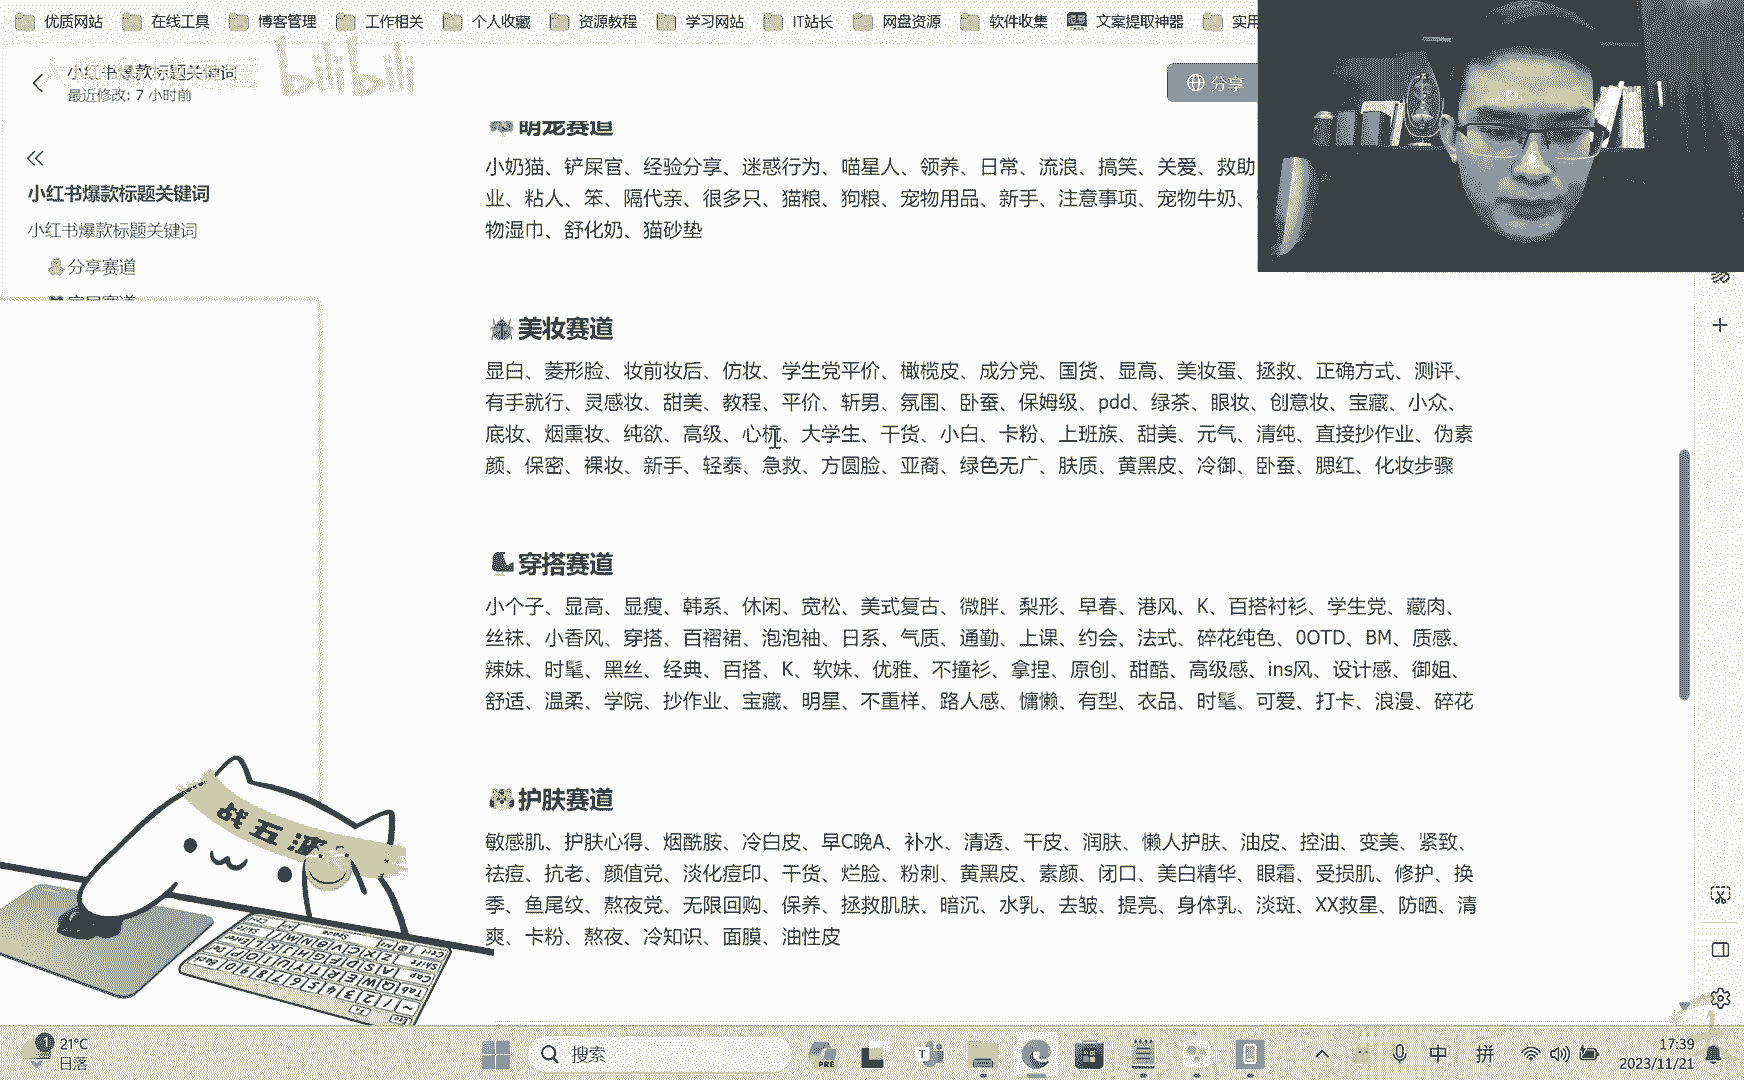 优质网站 在线工具 博客管理 工作相关 个人收藏 资源教程 学习网站 IT站长 网盘资源 软件收集 文案提取神器 实用
小红书爆款标题关键词
bilibili
最近修改: 7 小时前
分享
小红书爆款标题关键词
小红书爆款标题关键词
分享赛道
萌宠赛道
小奶猫、铲屎官、经验分享、迷惑行为、喵星人、领养、日常、流浪、搞笑、关爱、救助
业、粘人、笨、隔代亲、很多只、猫粮、狗粮、宠物用品、新手、注意事项、宠物牛奶、
物湿巾、舒化奶、猫砂垫
美妆赛道
显白、菱形脸、妆前妆后、仿妆、学生党平价、橄榄皮、成分党、国货、显高、美妆蛋、拯救、正确方式、测评、
有手就行、灵感妆、甜美、教程、平价、斩男、氛围、卧蚕、保姆级、pdd、绿茶、眼妆、创意妆、宝藏、小众、
底妆、烟熏妆、纯欲、高级、心机、大学生、干货、小白、卡粉、上班族、甜美、元气、清纯、直接抄作业、伪素
颜、保密、裸妆、新手、轻泰、急救、方圆脸、亚裔、绿色无广、肤质、黄黑皮、冷御、卧蚕、腮红、化妆步骤
穿搭赛道
小个子、显高、显瘦、韩系、休闲、宽松、美式复古、微胖、梨形、早春、港风、K、百搭衬衫、学生党、藏肉、
丝袜、小香风、穿搭、百褶裙、泡泡袖、日系、气质、通勤、上课、约会、法式、碎花纯色、0OTD、BM、质感、
辣妹、时髦、黑丝、经典、百搭、K、软妹、优雅、不撞衫、拿捏、原创、甜酷、高级感、ins风、设计感、御姐、
舒适、温柔、学院、抄作业、宝藏、明星、不重样、路人感、慵懒、有型、衣品、时髦、可爱、打卡、浪漫、碎花
护肤赛道
敏感肌、护肤心得、烟酰胺、冷白皮、早C晚A、补水、清透、干皮、润肤、懒人护肤、油皮、控油、变美、紧致、
祛痘、抗老、颜值党、淡化痘印、干货、烂脸、粉刺、黄黑皮、素颜、闭口、美白精华、眼霜、受损肌、修护、换
季、鱼尾纹、熬夜党、无限回购、保养、拯救肌肤、暗沉、水乳、去皱、提亮、身体乳、淡斑、XX救星、防晒、清
爽、卡粉、熬夜、冷知识、面膜、油性皮
战五渣
1
21°C
日落
搜索
PRE
中 拼
17:39
2023/11/21